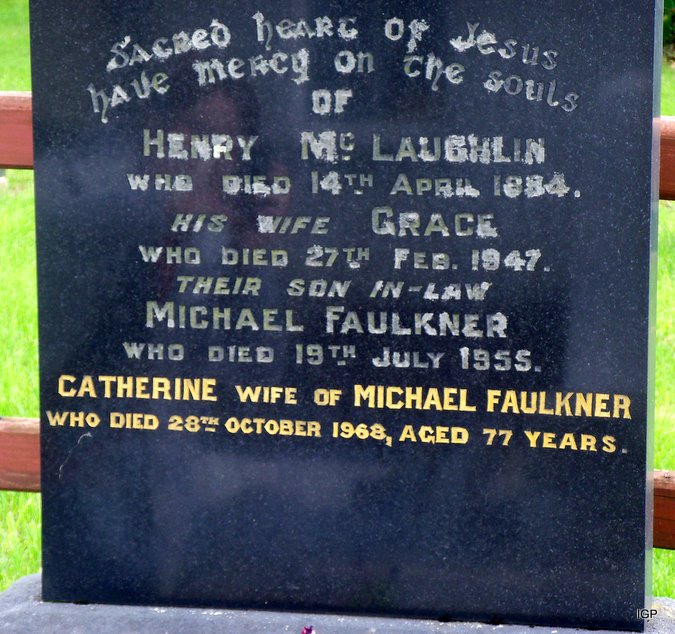 Sacred heart of Jesus
have mercy on the souls
OF
HENRY Mc LAUGHLIN
WHO DIED 14TH APRIL 1884.
HIS WIFE GRACE
WHO DIED 27TH FEB. 1947.
THEIR SON IN-LAW
MICHAEL FAULKNER
WHO DIED 19TH JULY 1955.
CATHERINE WIFE OF MICHAEL FAULKNER
WHO DIED 28TH OCTOBER 1968, AGED 77 YEARS.
IGP